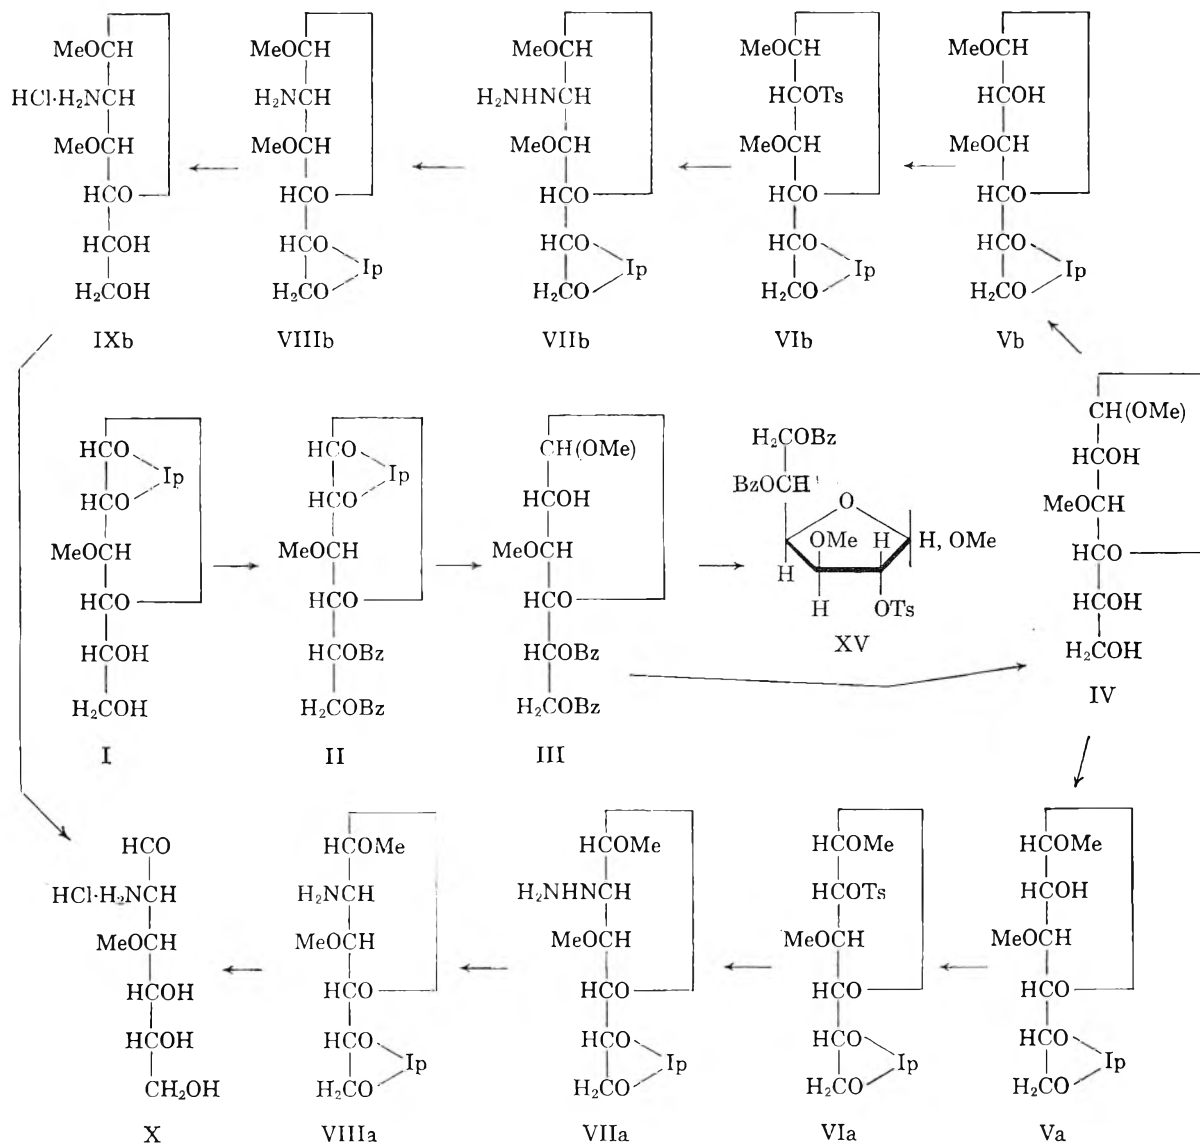 MeOCH MeOCH MeOCH MeOCH MeOCH
HCl·H₂NCH H₂NCH H₂NHNCH HCOTs HCOH
MeOCH MeOCH MeOCH MeOCH MeOCH
HCO HCO HCO HCO HCO
HCOH HCO HCO HCO HCO
Ip Ip Ip Ip
H₂COH H₂CO H₂CO H₂CO H₂CO
IXb VIIIb VIIb VIb Vb
HCO HCO CH(OMe) H₂COBz CH(OMe)
Ip Ip
HCO HCO HCOH BzOCH O HCOH
MeOCH MeOCH MeOCH OMe H H, OMe MeOCH
H
HCO HCO HCO H OTs HCO
HCOH HCOBz HCOBz XV HCOH
H₂COH H₂COBz H₂COBz H₂COH
I II III IV
HCO HCOMe HCOMe HCOMe HCOMe
HCl·H₂NCH H₂NCH H₂NHNCH HCOTs HCOH
MeOCH MeOCH MeOCH MeOCH MeOCH
HCOH HCO HCO HCO HCO
HCOH HCO HCO HCO HCO
Ip Ip Ip Ip
CH₂OH H₂CO H₂CO H₂CO H₂CO
X VIIIa VIIa VIa Va